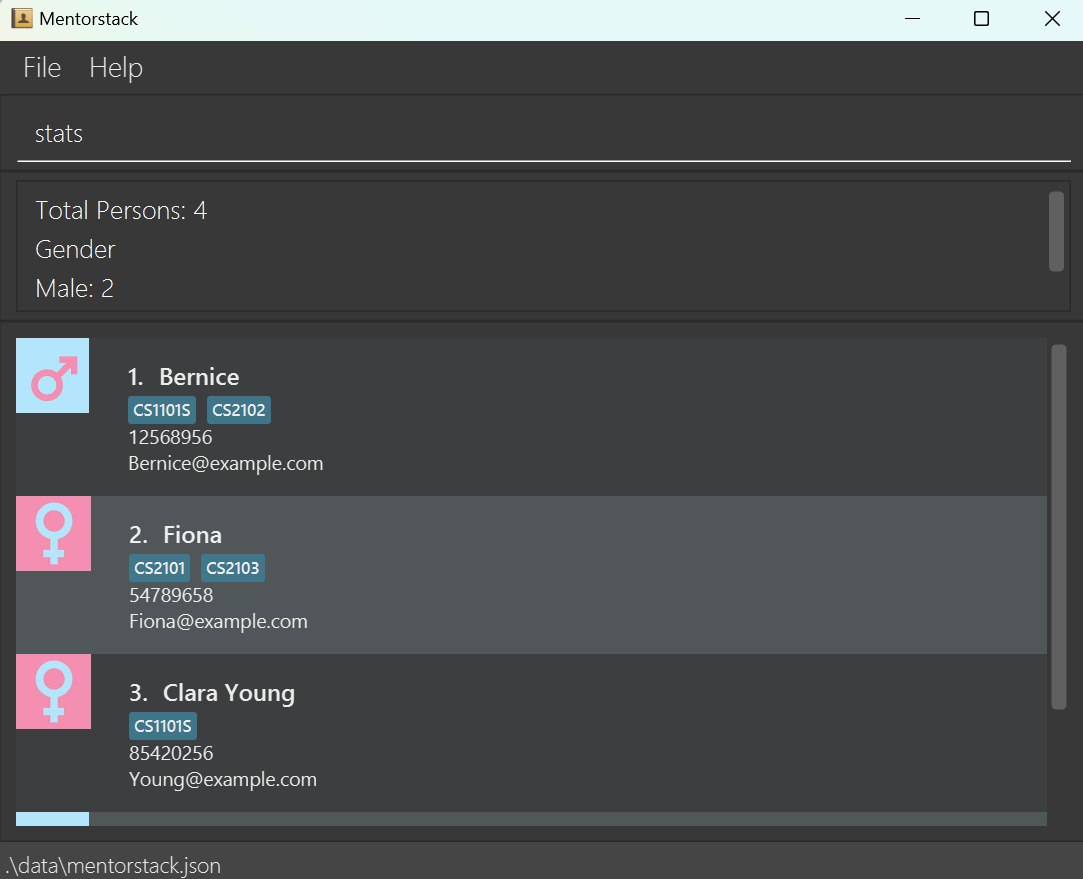 Mentorstack
File Help
stats
Total Persons: 4
Gender
Male: 2
1. Bernice
CS1101S CS2102
12568956
Bernice@example.com
2. Fiona
CS2101 CS2103
54789658
Fiona@example.com
3. Clara Young
CS1101S
85420256
Young@example.com
.\data\mentorstack.json